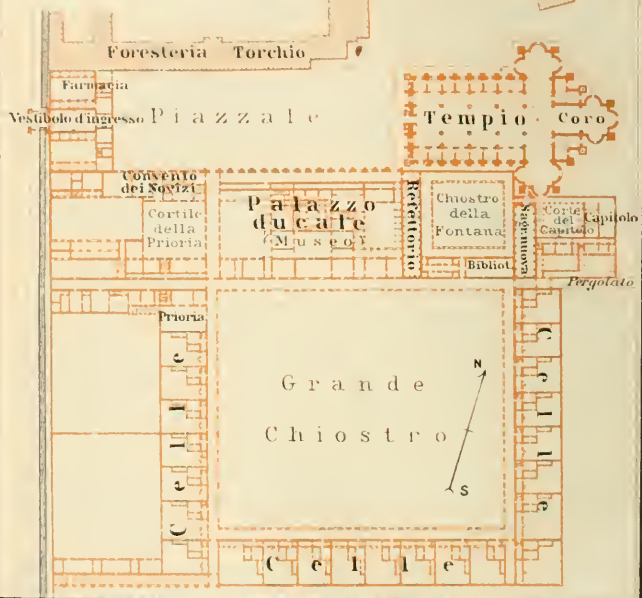 Foresteria Torchio
Farmacia
Vestibolo d'ingresso
Piazzale
Tempio
Coro
Convento
dei Novizi
Cortile
della
Prioria
Palazzo
ducale
(Museo)
Refettorio
Chiostro
della
Fontana
Bibliot.
Sagr. nuova
Corte
del
Capitolo
Capitolo
Pergolato
Prioria
Celle
Grande
Chiostro
N
S
Celle
Celle